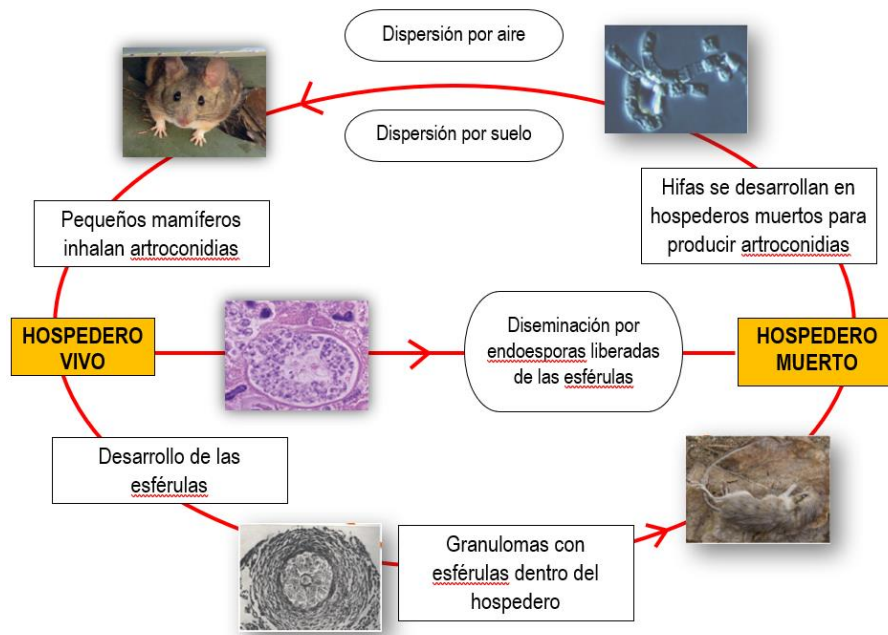 Dispersión por aire
Dispersión por suelo
Pequeños mamíferos
inhalan artroconidias
Hifas se desarrollan en
hospederos muertos para
producir artroconidias
HOSPEDERO
VIVO
Diseminación por
endoesporas liberadas
de las esférulas
HOSPEDERO
MUERTO
Desarrollo de las
esférulas
Granulomas con
esférulas dentro del
hospedero